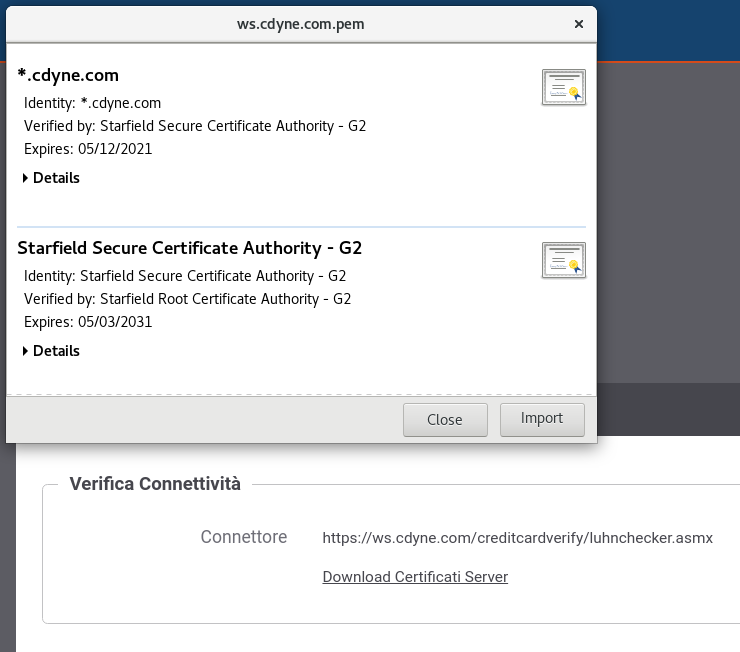 ws.cdyne.com.pem
*.cdyne.com
Identity: *.cdyne.com
Verified by: Starfield Secure Certificate Authority - G2
Expires: 05/12/2021
Details
Starfield Secure Certificate Authority - G2
Identity: Starfield Secure Certificate Authority - G2
Verified by: Starfield Root Certificate Authority - G2
Expires: 05/03/2031
Details
Close Import
Verifica Connettività
Connettore https://ws.cdyne.com/creditcardverify/luhnchecker.asmx
Download Certificati Server